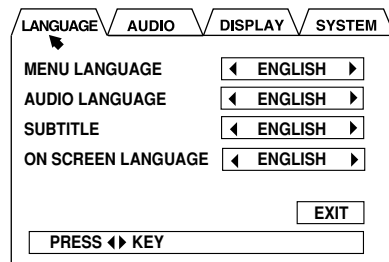 LANGUAGE AUDIO DISPLAY SYSTEM
MENU LANGUAGE ENGLISH
AUDIO LANGUAGE ENGLISH
SUBTITLE ENGLISH
ON SCREEN LANGUAGE ENGLISH
EXIT
PRESS ◀▶ KEY